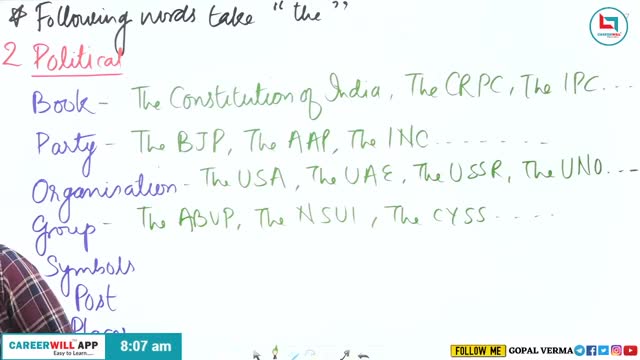 * Following words take "the"
2 Political
Book - The Constitution of India, The CRPC, The IPC...
Party - The BJP, The AAP, The INC.......
Organisation - The USA, The UAE, The USSR, The UNO...
Group - The ABVP, The NSUI, The CYSS.....
Symbols
Post
Places
CAREERWILL
CAREERWILL APP
Easy to Learn.....
8:07 am
FOLLOW ME
GOPAL VERMA